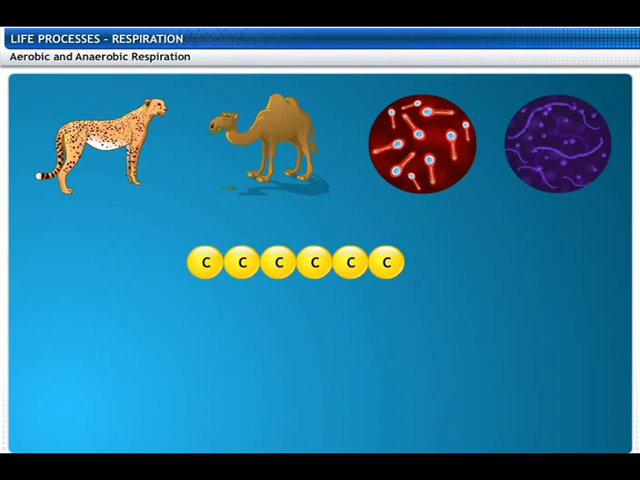 LIFE PROCESSES - RESPIRATION
Aerobic and Anaerobic Respiration
C C C C C C